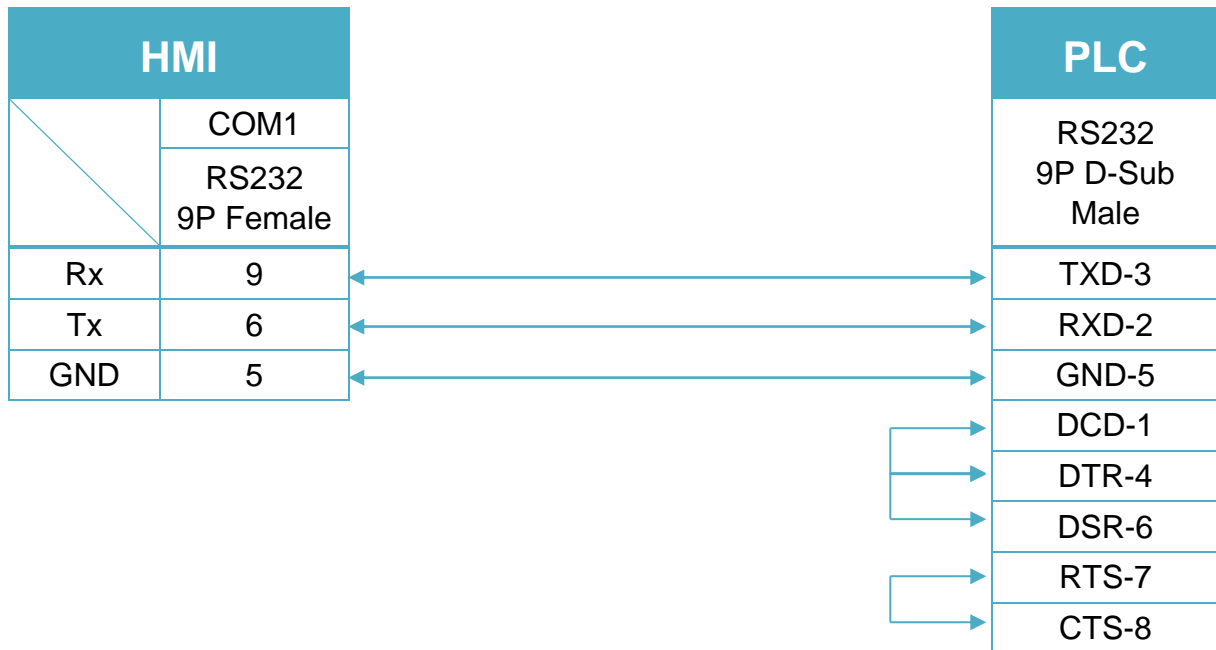 HMI
PLC
COM1
RS232
9P Female
RS232
9P D-Sub
Male
Rx 9 TXD-3
Tx 6 RXD-2
GND 5 GND-5
DCD-1
DTR-4
DSR-6
RTS-7
CTS-8